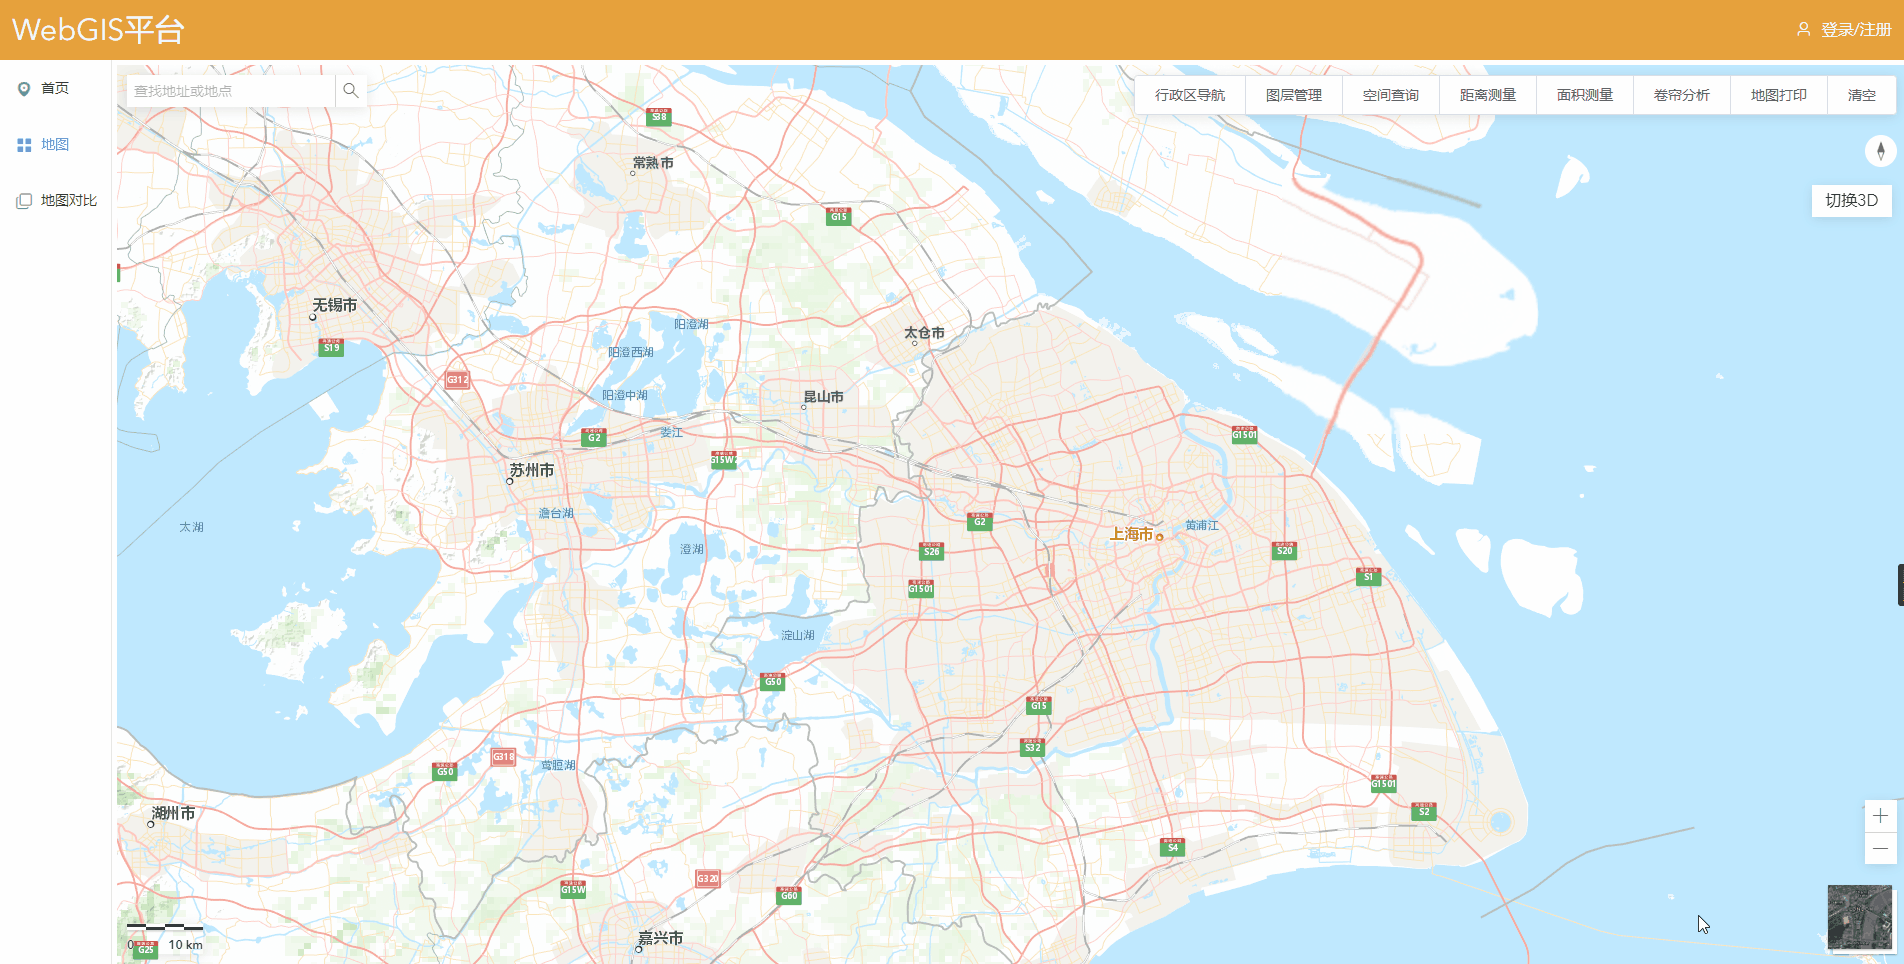 WebGIS平台
登录/注册
首页
地图
地图对比
查找地址或地点
行政区导航
图层管理
空间查询
距离测量
面积测量
卷帘分析
地图打印
清空
切换3D
S38
常熟市
G15
无锡市
S19
阳澄湖
太仓市
阳澄西湖
G312
阳澄中湖
昆山市
娄江
G2
G1501
G15W2
苏州市
太湖
澹台湖
G2
黄浦江
上海市
澄湖
S26
S20
S1
G1501
淀山湖
G50
G15
S32
G318
莺脰湖
G50
G1501
S2
湖州市
S4
G320
G15W
G60
嘉兴市
0
10 km
G25